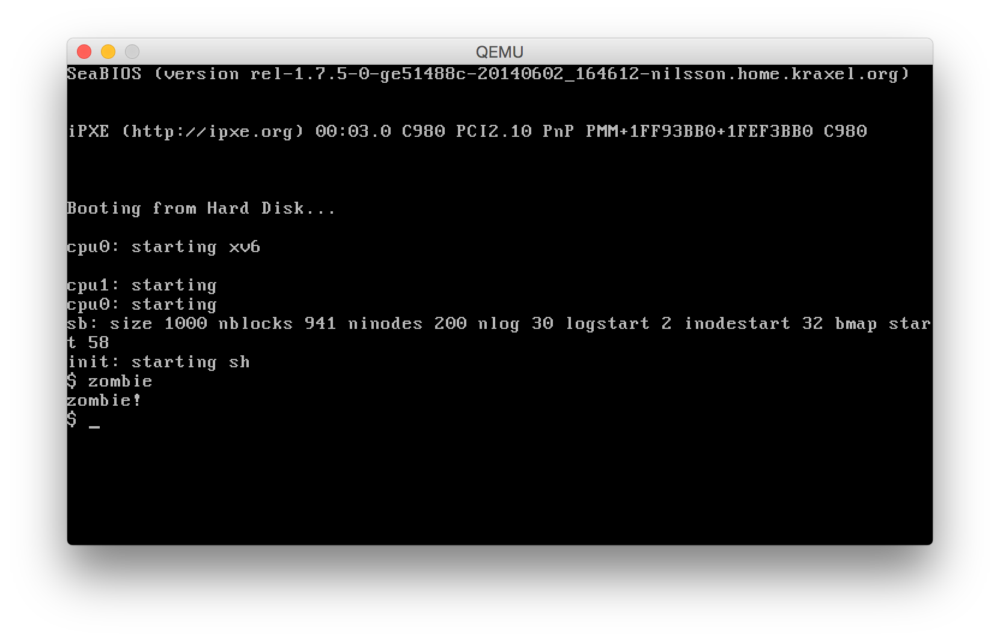 QEMU
SeaBIOS (version rel-1.7.5-0-ge51488c-20140602_164612-nilsson.home.kraxel.org)
iPXE (http://ipxe.org) 00:03.0 C980 PCI2.10 PnP PMM+1FF93BB0+1FEF3BB0 C980
Booting from Hard Disk...
cpu0: starting xv6
cpu1: starting
cpu0: starting
sb: size 1000 nblocks 941 ninodes 200 nlog 30 logstart 2 inodestart 32 bmap star
t 58
init: starting sh
$ zombie
zombie!
$ _